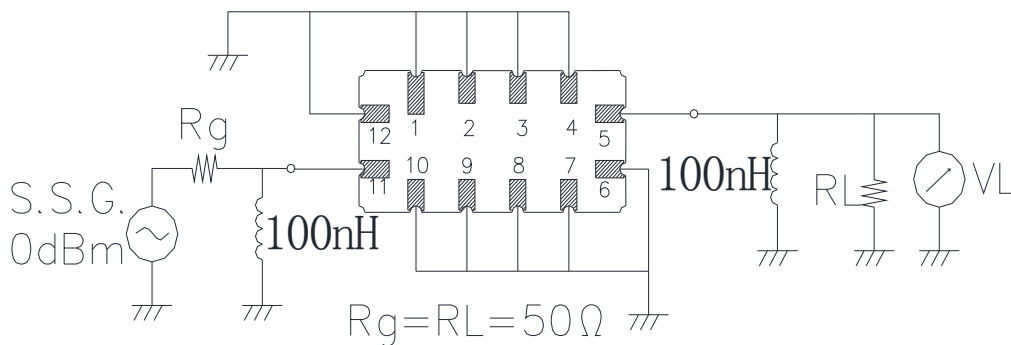 12 1 2 3 4 5
11 10 9 8 7 6
Rg
S.S.G.
0dBm
100nH
100nH
RL
VL
Rg=RL=50Ω